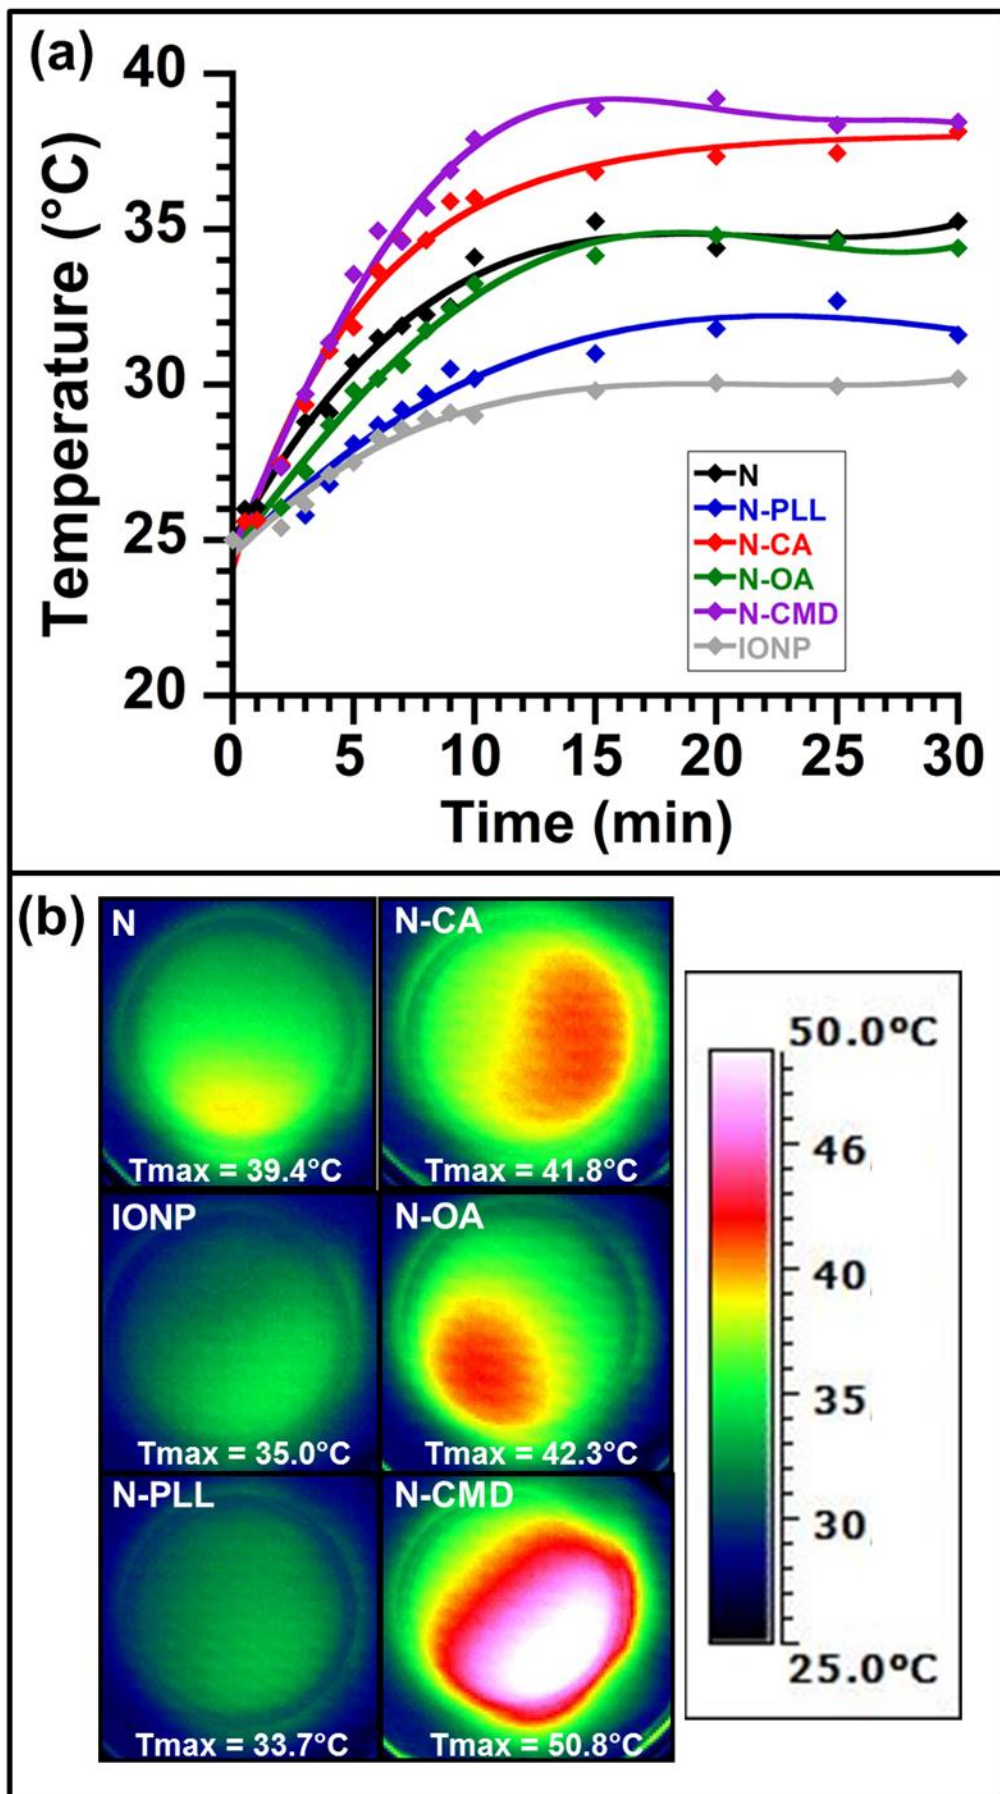 (a)
40
35
30
25
20
Temperature (°C)
0 5 10 15 20 25 30
Time (min)
N
N-PLL
N-CA
N-OA
N-CMD
IONP
(b)
N
Tmax = 39.4°C
N-CA
Tmax = 41.8°C
IONP
Tmax = 35.0°C
N-OA
Tmax = 42.3°C
N-PLL
Tmax = 33.7°C
N-CMD
Tmax = 50.8°C
50.0°C
46
40
35
30
25.0°C